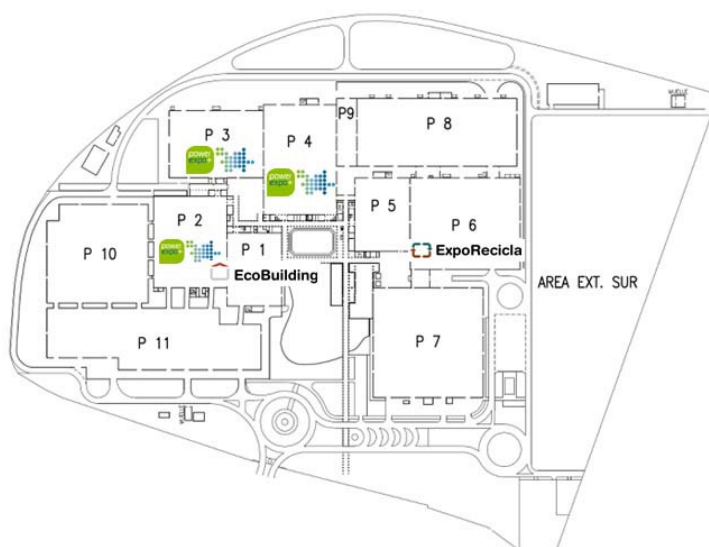 P 3
power
expo+
P 4
power
expo+
P9
P 8
P 5
P 6
ExpoRecicla
P 2
power
expo+
P 1
EcoBuilding
P 10
P 11
P 7
AREA EXT. SUR